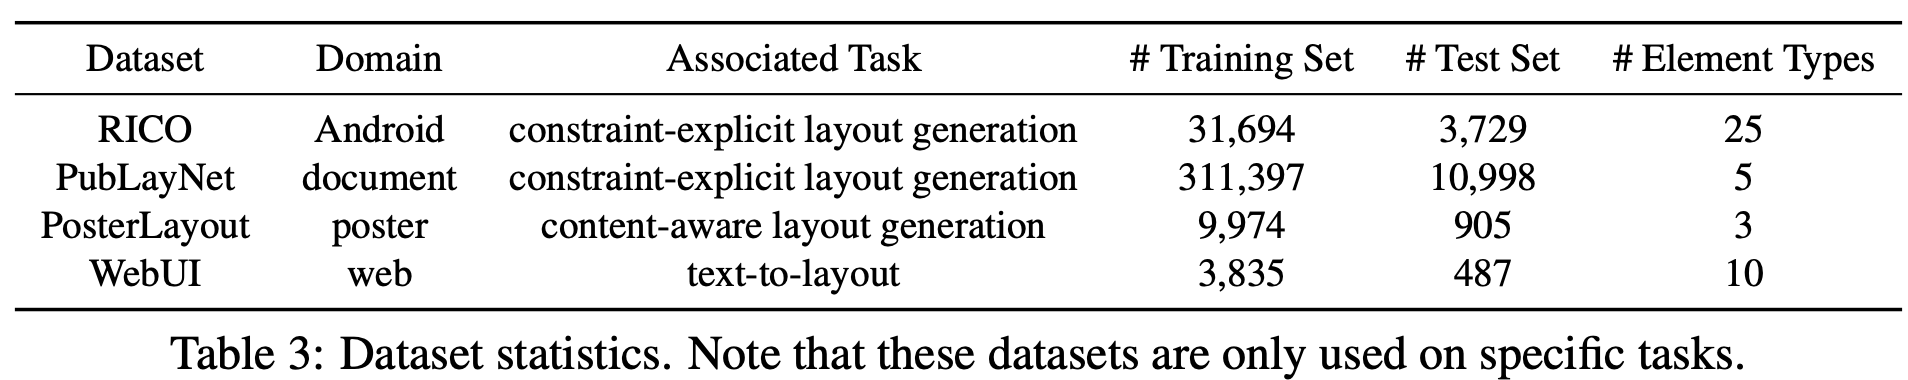 Dataset Domain Associated Task # Training Set # Test Set # Element Types
RICO Android constraint-explicit layout generation 31,694 3,729 25
PubLayNet document constraint-explicit layout generation 311,397 10,998 5
PosterLayout poster content-aware layout generation 9,974 905 3
WebUI web text-to-layout 3,835 487 10
Table 3: Dataset statistics. Note that these datasets are only used on specific tasks.